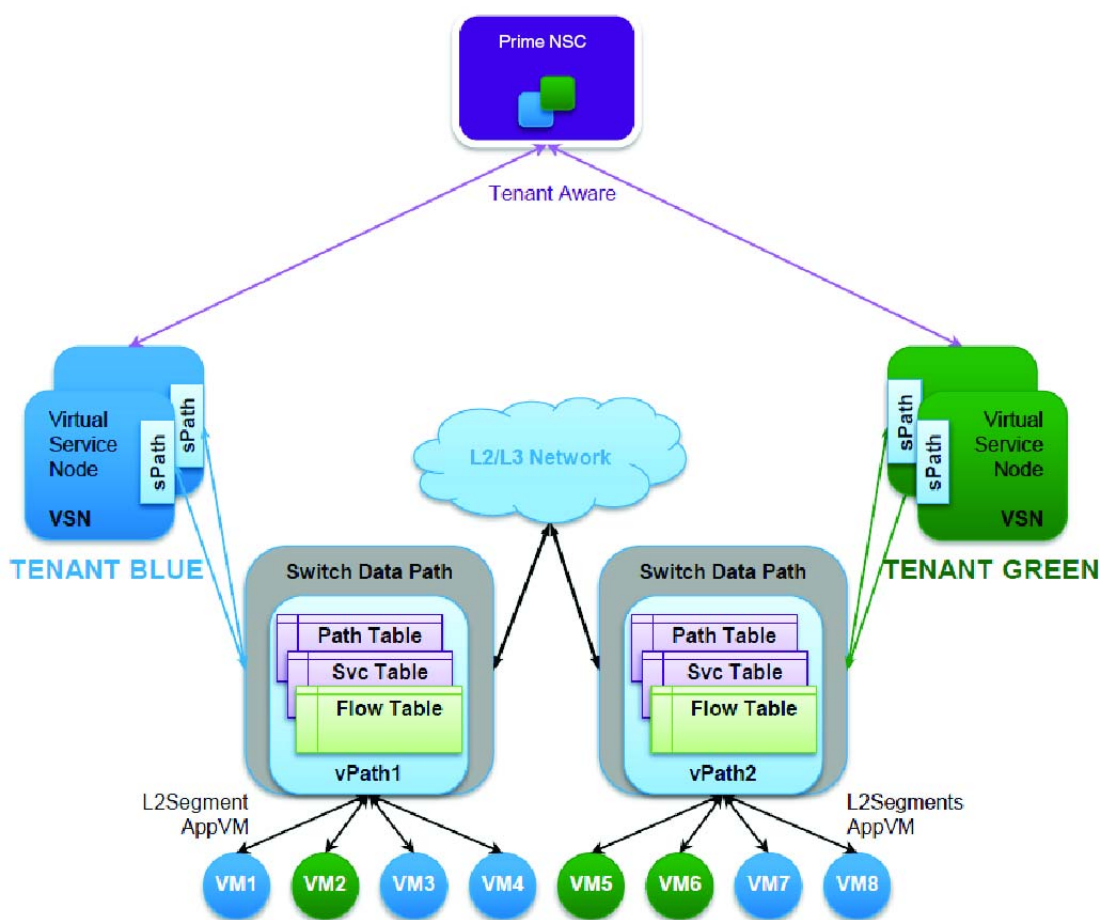 Prime NSC
Tenant Aware
sPath
Virtual
Service
Node
sPath
VSN
TENANT BLUE
L2/L3 Network
sPath
Virtual
Service
Node
sPath
VSN
TENANT GREEN
Switch Data Path
Path Table
Svc Table
Flow Table
vPath1
Switch Data Path
Path Table
Svc Table
Flow Table
vPath2
L2Segment
AppVM
L2Segments
AppVM
VM1
VM2
VM3
VM4
VM5
VM6
VM7
VM8